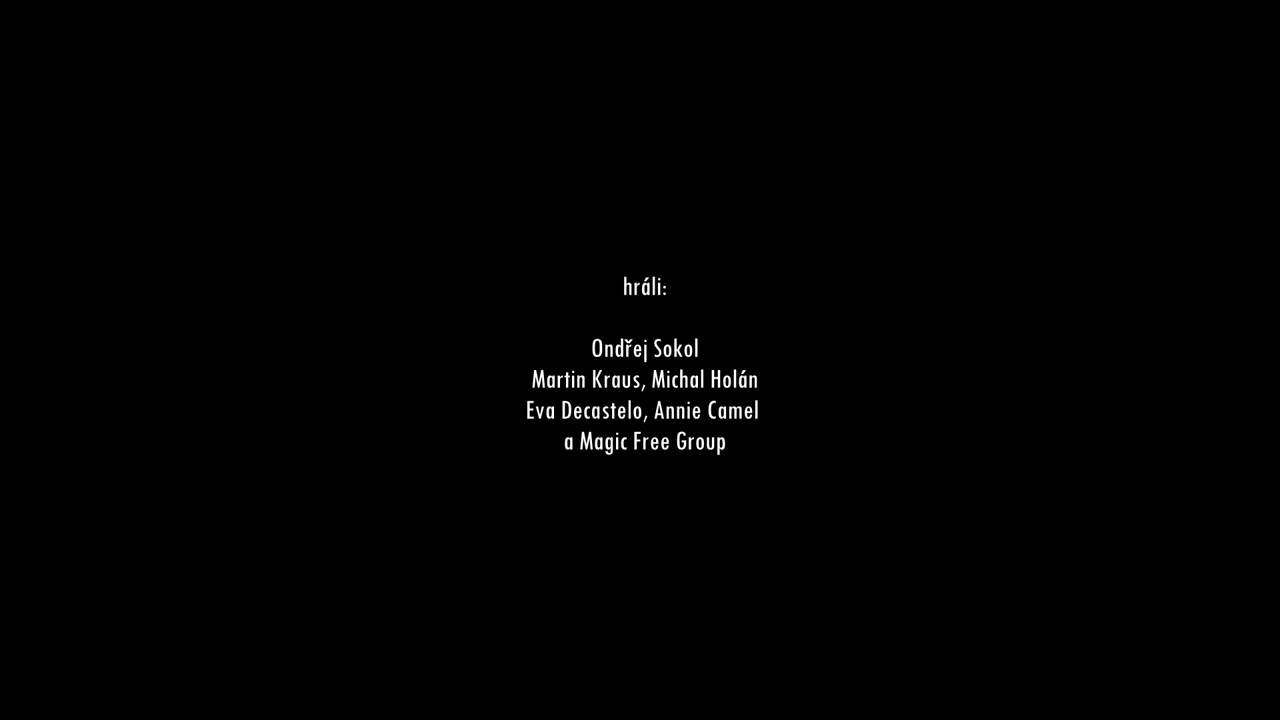 hráli:
Ondřej Sokol
Martin Kraus, Michal Holán
Eva Decastelo, Annie Camel
a Magic Free Group